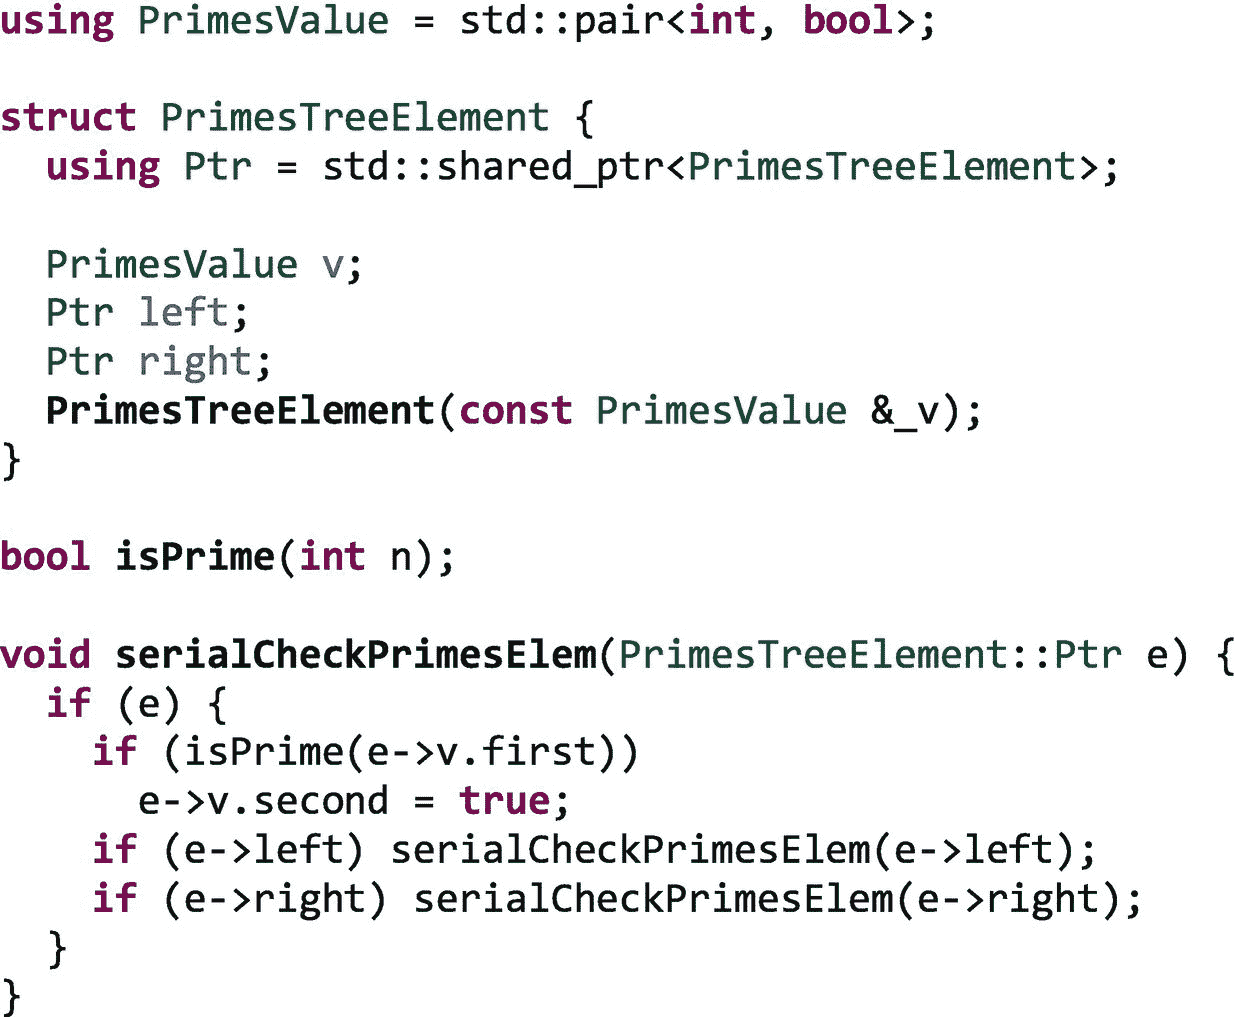 using PrimesValue = std::pair<int, bool>;
struct PrimesTreeElement {
using Ptr = std::shared_ptr<PrimesTreeElement>;
PrimesValue v;
Ptr left;
Ptr right;
PrimesTreeElement(const PrimesValue &_v);
}
bool isPrime(int n);
void serialCheckPrimesElem(PrimesTreeElement::Ptr e) {
if (e) {
if (isPrime(e->v.first))
e->v.second = true;
if (e->left) serialCheckPrimesElem(e->left);
if (e->right) serialCheckPrimesElem(e->right);
}
}